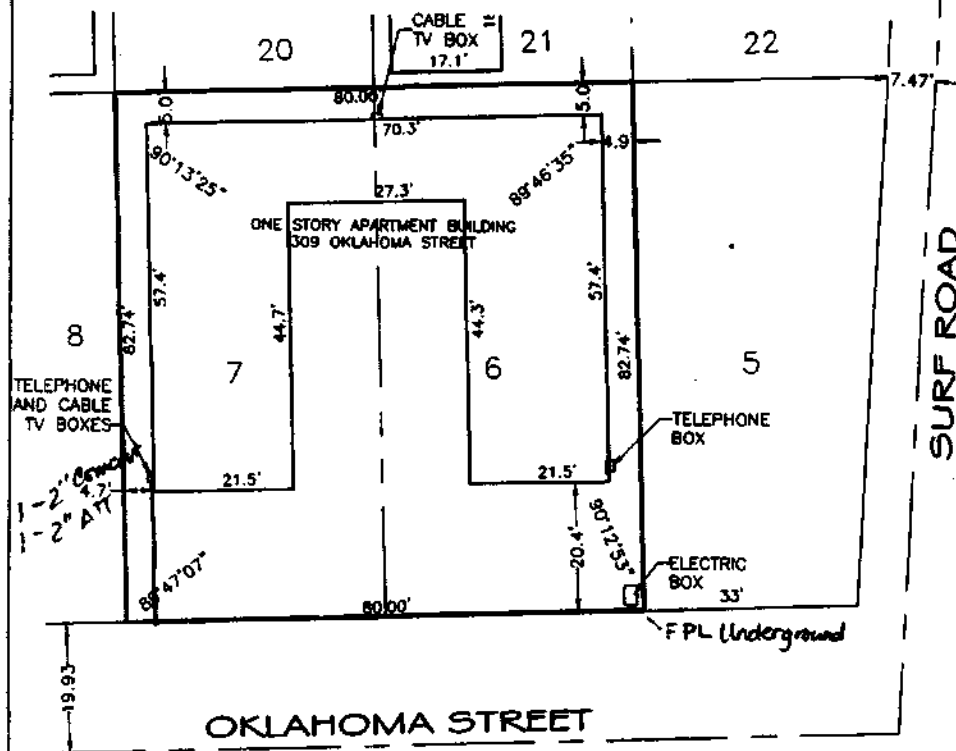 CABLE
TV BOX
17.1'
20
21
22
7.47'
80.00'
5.0
5.0
70.3'
4.9
90°13'25"
89°46'35"
27.3'
ONE STORY APARTMENT BUILDING
309 OKLAHOMA STREET
57.4'
44.7'
44.3'
57.4'
82.74'
82.74'
8
7
6
5
SURF ROAD
TELEPHONE
AND CABLE
TV BOXES
TELEPHONE
BOX
21.5'
21.5'
1-2" Comcast
4.7'
1-2" ATT
20.4'
90°12'53"
47'07"
ELECTRIC
BOX
80.00'
33'
FPL Underground
19.93
OKLAHOMA STREET